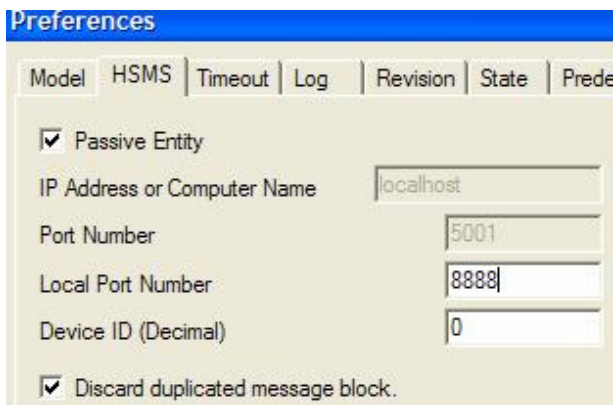 Preferences
Model HSMS Timeout Log Revision State Prede
Passive Entity
IP Address or Computer Name localhost
Port Number 5001
Local Port Number 8888
Device ID (Decimal) 0
Discard duplicated message block.